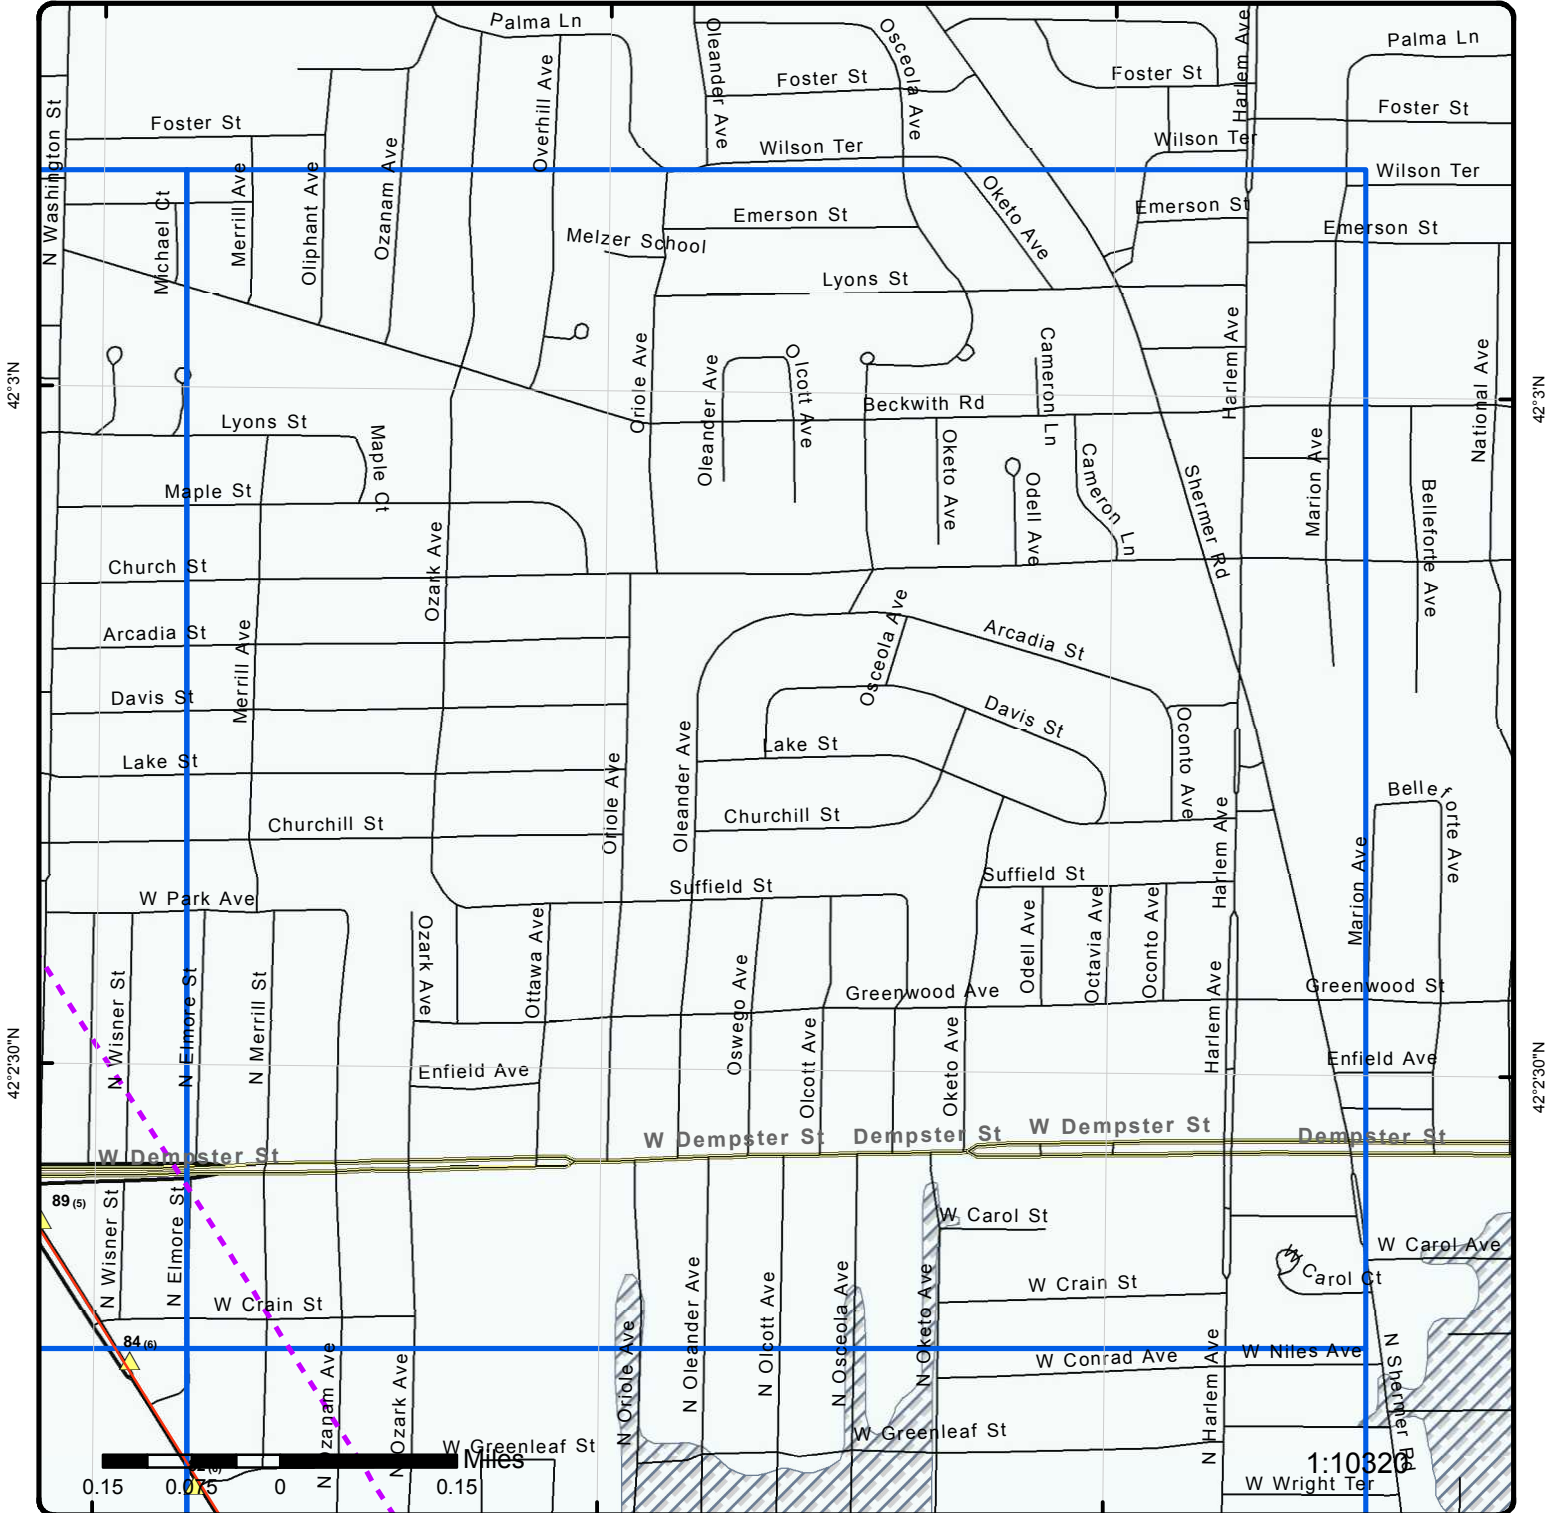 Palma Ln
Oleander Ave
Osceola Ave
Harlem Ave
Palma Ln
Overhill Ave
Foster St
Foster St
Foster St
N Washington St
Foster St
Ozanam Ave
Wilson Ter
Wilson Ter
Wilson Ter
Michael Ct
Merrill Ave
Oliphant Ave
Oketo Ave
Emerson St
Emerson St
Emerson St
Melzer School
Lyons St
Oriole Ave
Oleander Ave
Olcott Ave
Cameron Ln
Harlem Ave
National Ave
42°3'N
42°3'N
Beckwith Rd
Lyons St
Maple Ct
Oketo Ave
Odell Ave
Cameron Ln
Shermer Rd
Marion Ave
Belleforte Ave
Maple St
Ozark Ave
Church St
Arcadia St
Merrill Ave
Osceola Ave
Arcadia St
Davis St
Davis St
Oconto Ave
Lake St
Lake St
Oriole Ave
Oleander Ave
Churchill St
Churchill St
Harlem Ave
Belleforte Ave
Marion Ave
W Park Ave
Suffield St
Suffield St
Ozark Ave
Ottawa Ave
Odell Ave
Octavia Ave
Oconto Ave
N Wisner St
N Elmore St
N Merrill St
Oswego Ave
Greenwood Ave
Harlem Ave
Greenwood St
Olcott Ave
Oketo Ave
42°2'30"N
42°2'30"N
Enfield Ave
Enfield Ave
W Dempster St
W Dempster St
Dempster St
W Dempster St
Dempster St
89 (5)
N Wisner St
N Elmore St
W Carol St
W Carol Ave
W Carol Ct
W Crain St
W Crain St
N Oleander Ave
N Olcott Ave
N Osceola Ave
N Oketo Ave
84 (6)
N Oriole Ave
W Conrad Ave
W Niles Ave
N Harlem Ave
N Shermer Rd
N Ozanam Ave
N Ozark Ave
W Greenleaf St
W Greenleaf St
Miles
1:10320
0.15
0.075
0
0.15
W Wright Ter